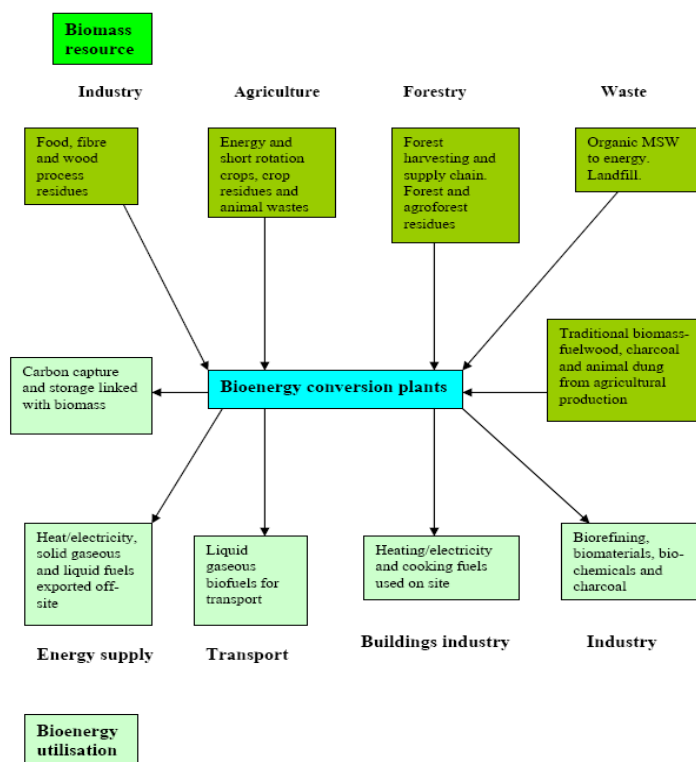 Biomass
resource
Industry
Agriculture
Forestry
Waste
Food, fibre
and wood
process
residues
Energy and
short rotation
crops, crop
residues and
animal wastes
Forest
harvesting and
supply chain.
Forest and
agroforest
residues
Organic MSW
to energy.
Landfill.
Carbon capture
and storage linked
with biomass
Bioenergy conversion plants
Traditional biomass-
fuelwood, charcoal
and animal dung
from agricultural
production
Heat/electricity,
solid gaseous
and liquid fuels
exported off-
site
Liquid
gaseous
biofuels for
transport
Heating/electricity
and cooking fuels
used on site
Biorefining,
biomaterials, bio-
chemicals and
charcoal
Energy supply
Transport
Buildings industry
Industry
Bioenergy
utilisation